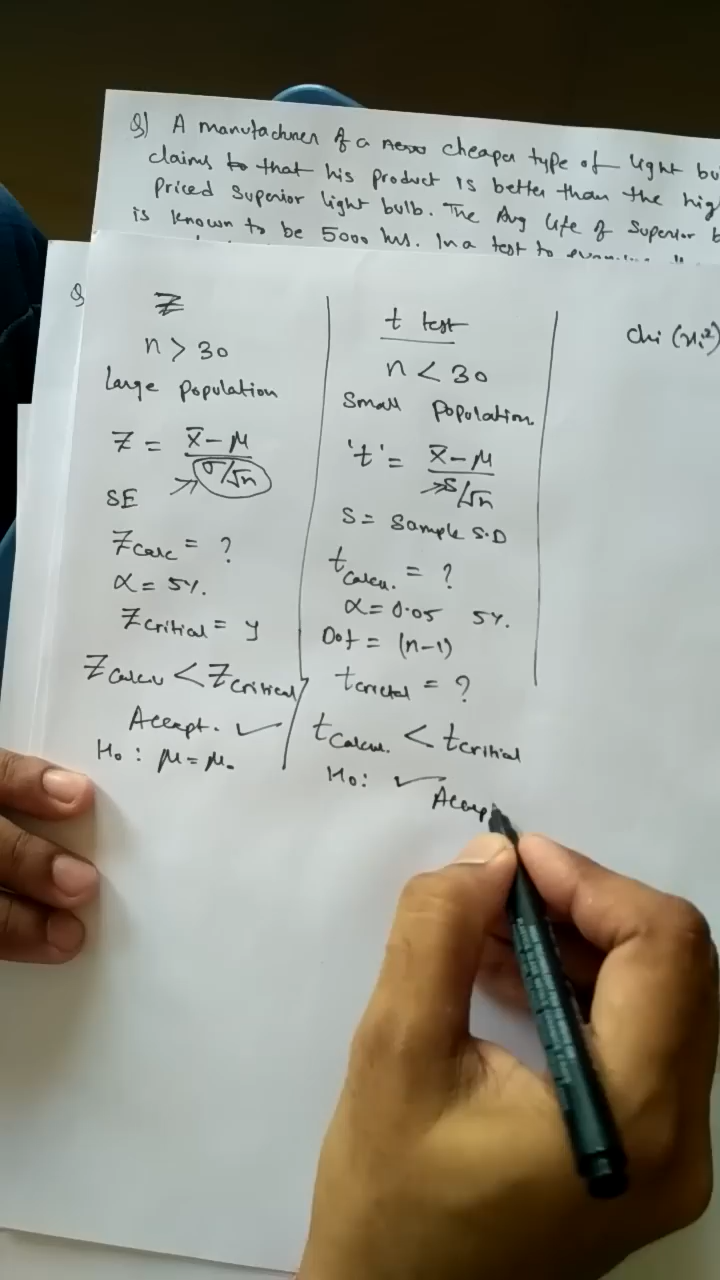 Q) A manufacturer of a new cheaper type of light bu
claims to that his product is better than the hig
priced Superior light bulb. The Avg life of Superior b
is known to be 5000 hrs. In a test to
Q
Z
n > 30
Large Population
Z = x̄ - μ / σ/√n
SE
Zcalc = ?
α = 5%.
Zcritial = y
Zcalcu < Zcritical
Accept. ✓
H₀ : μ = μ₀
t test
n < 30
Small Population
't' = x̄ - μ / s/√n
S = Sample S.D
tcalcu. = ?
α = 0.05 5%.
Dof = (n-1)
tcrictal = ?
tcalcu. < tcritial
H₀: ✓ Accep
Chi (χ²)